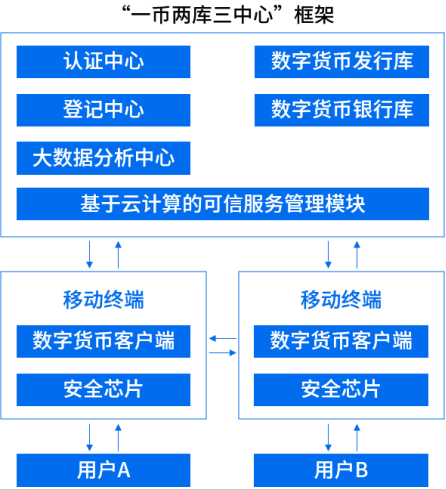 “一币两库三中心”框架
认证中心
数字货币发行库
登记中心
数字货币银行库
大数据分析中心
基于云计算的可信服务管理模块
移动终端
移动终端
数字货币客户端
数字货币客户端
安全芯片
安全芯片
用户A
用户B